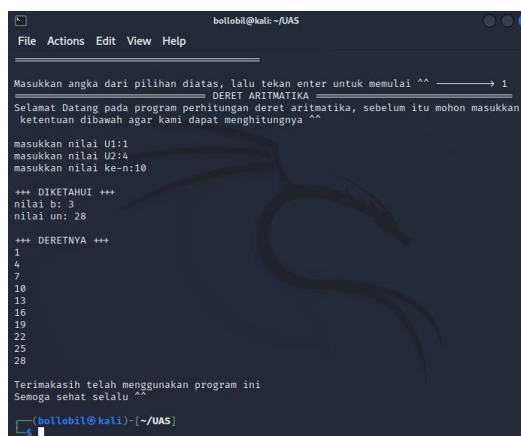 bollobil@kali: ~/UAS
File Actions Edit View Help
Masukkan angka dari pilihan diatas, lalu tekan enter untuk memulai ^^ ————→ 1
════════════ DERET ARITMATIKA ════════════
Selamat Datang pada program perhitungan deret aritmatika, sebelum itu mohon masukkan
ketentuan dibawah agar kami dapat menghitungnya ^^
masukkan nilai U1:1
masukkan nilai U2:4
masukkan nilai ke-n:10
+++ DIKETAHUI +++
nilai b: 3
nilai un: 28
+++ DERETNYA +++
1
4
7
10
13
16
19
22
25
28
Terimakasih telah menggunakan program ini
Semoga sehat selalu ^^
┌──(bollobil㉿kali)-[~/UAS]
└─$